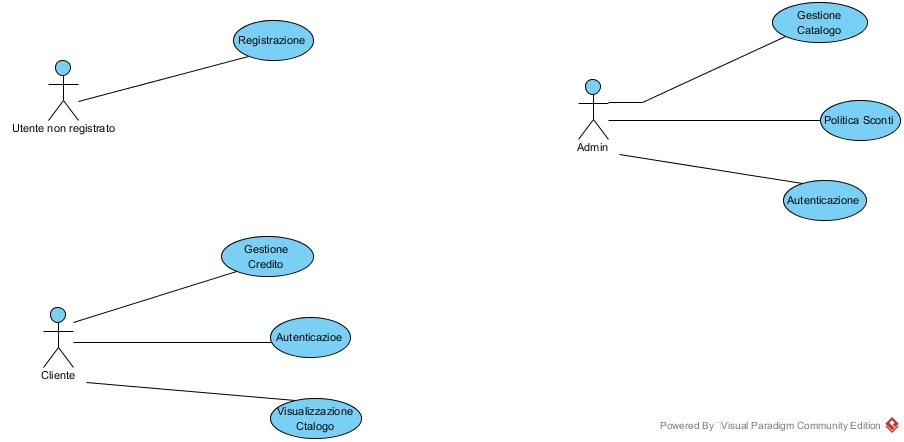 Registrazione
Utente non registrato
Gestione
Catalogo
Politica Sconti
Admin
Autenticazione
Gestione
Credito
Autenticazioe
Cliente
Visualizzazione
Ctalogo
Powered By Visual Paradigm Community Edition